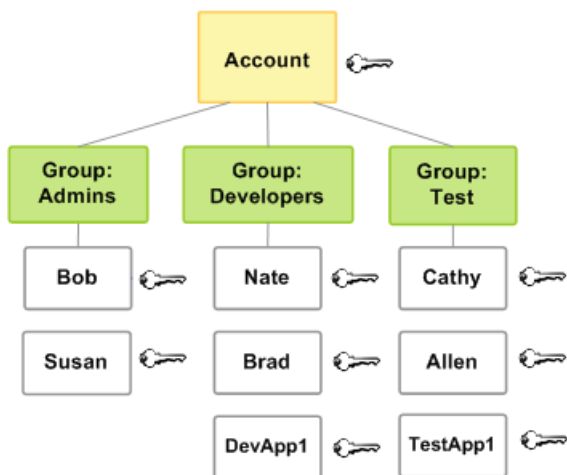 Account
Group:
Admins
Group:
Developers
Group:
Test
Bob
Nate
Cathy
Susan
Brad
Allen
DevApp1
TestApp1